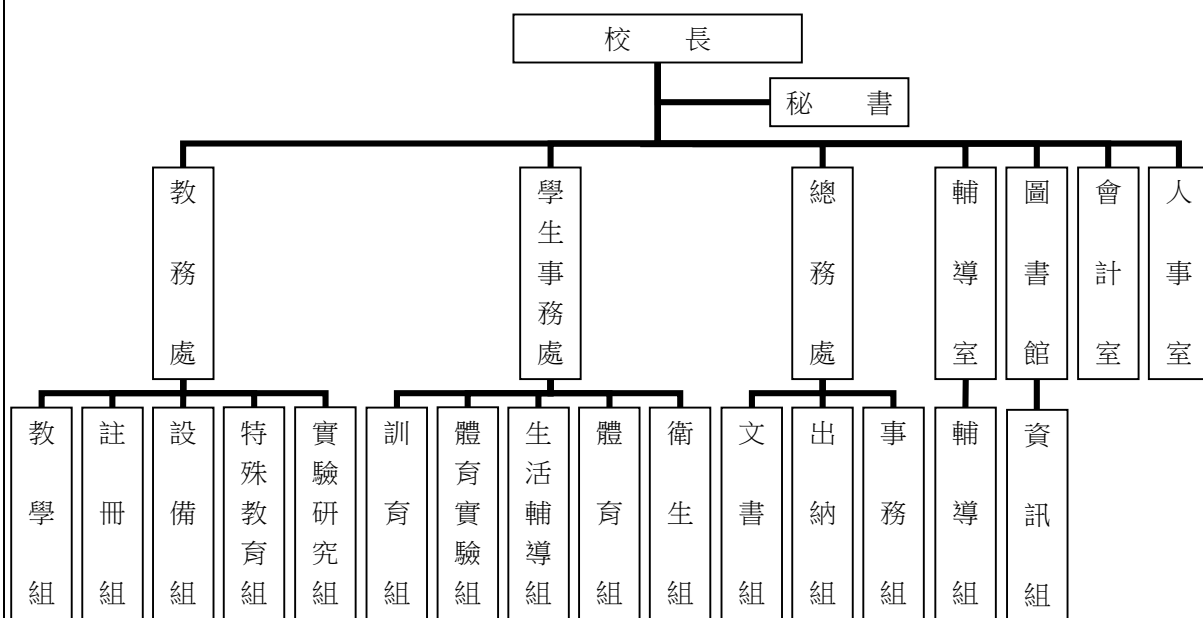 校 長
秘 書
教務處
學生事務處
總務處
輔導室
圖書館
會計室
人事室
教學組
註冊組
設備組
特殊教育組
實驗研究組
訓育組
體育實驗組
生活輔導組
體育組
衛生組
文書組
出納組
事務組
輔導組
資訊組